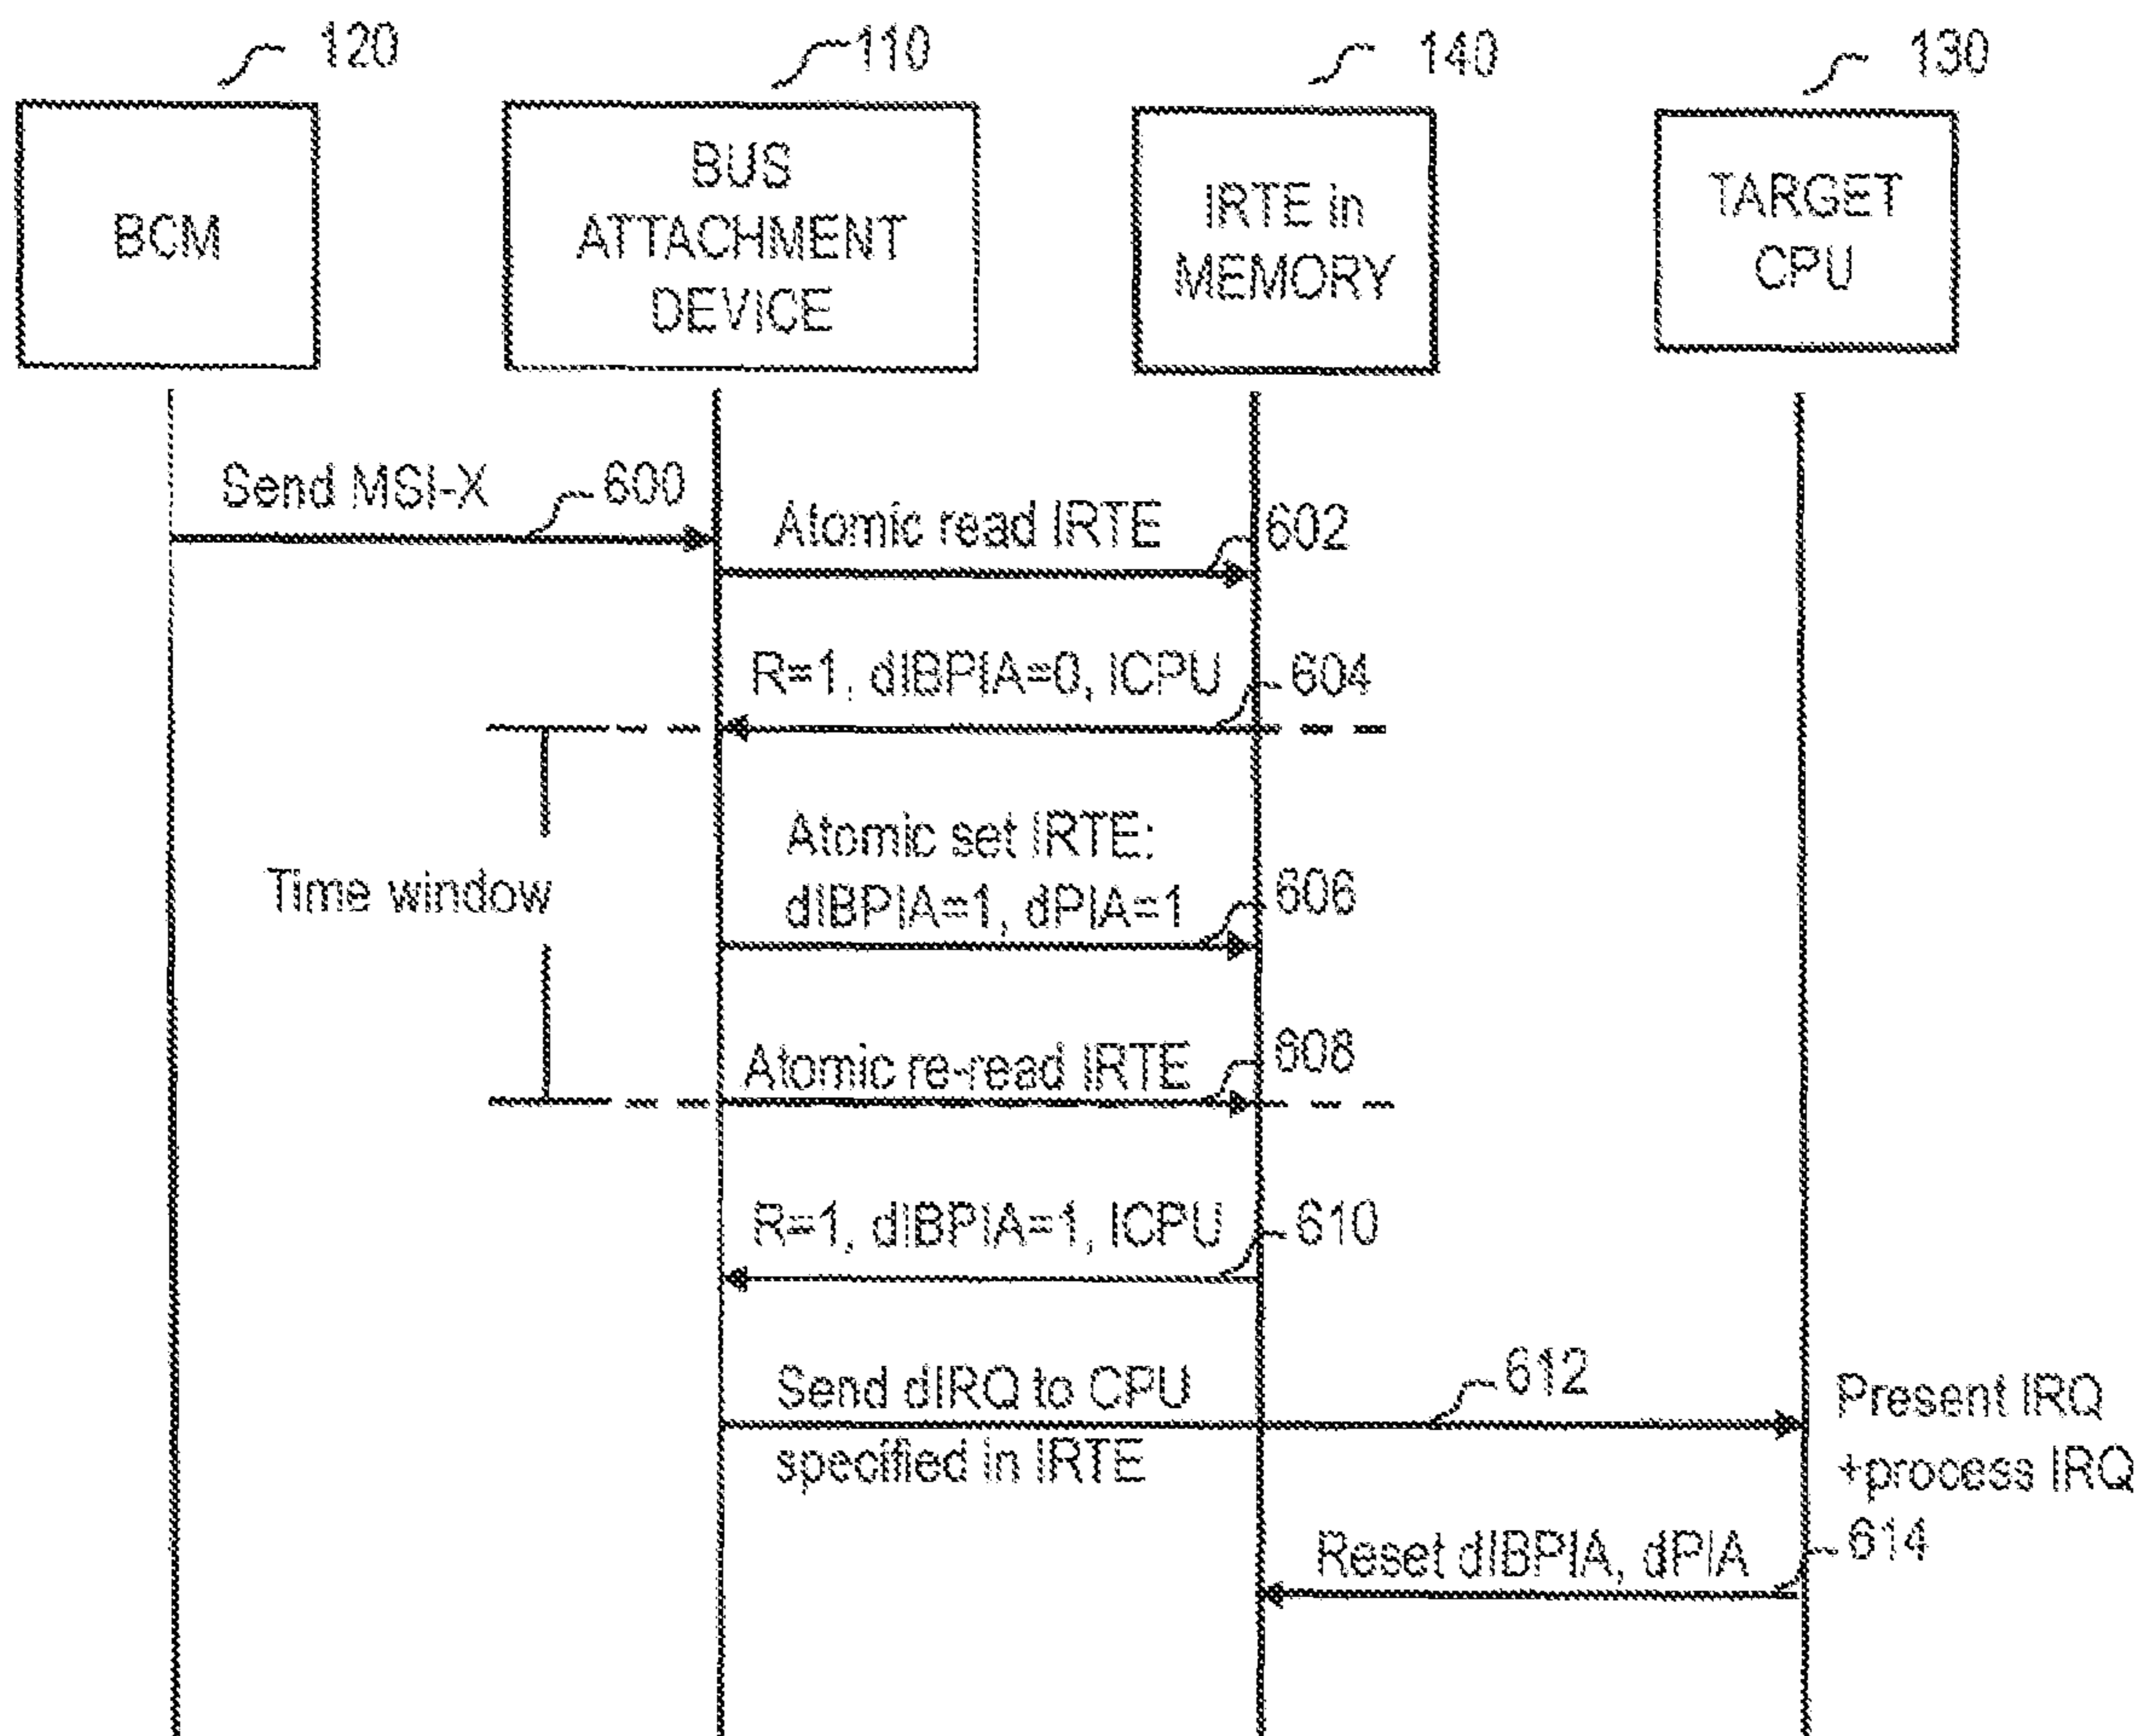 120
110
140
130
BCM
BUS
ATTACHMENT
DEVICE
IRTE in
MEMORY
TARGET
CPU
Send MSI-X
600
Atomic read IRTE
602
R=1, dIBPIA=0, ICPU
604
Time window
Atomic set IRTE:
dIBPIA=1, dPIA=1
606
Atomic re-read IRTE
608
R=1, dIBPIA=1, ICPU
610
Send dIRQ to CPU
specified in IRTE
612
Present IRQ
+process IRQ
Reset dIBPIA, dPIA
614